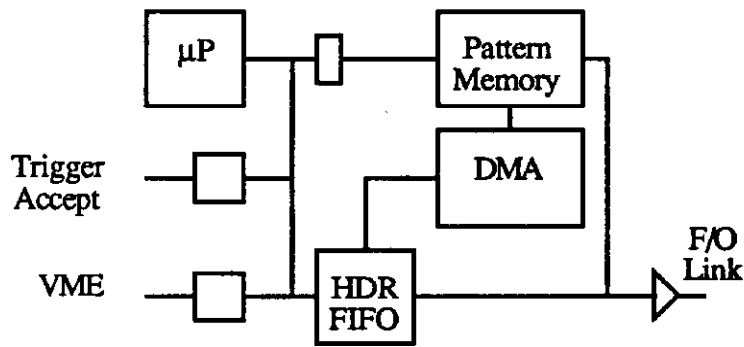 μP
Pattern
Memory
Trigger
Accept
DMA
VME
HDR
FIFO
F/O
Link